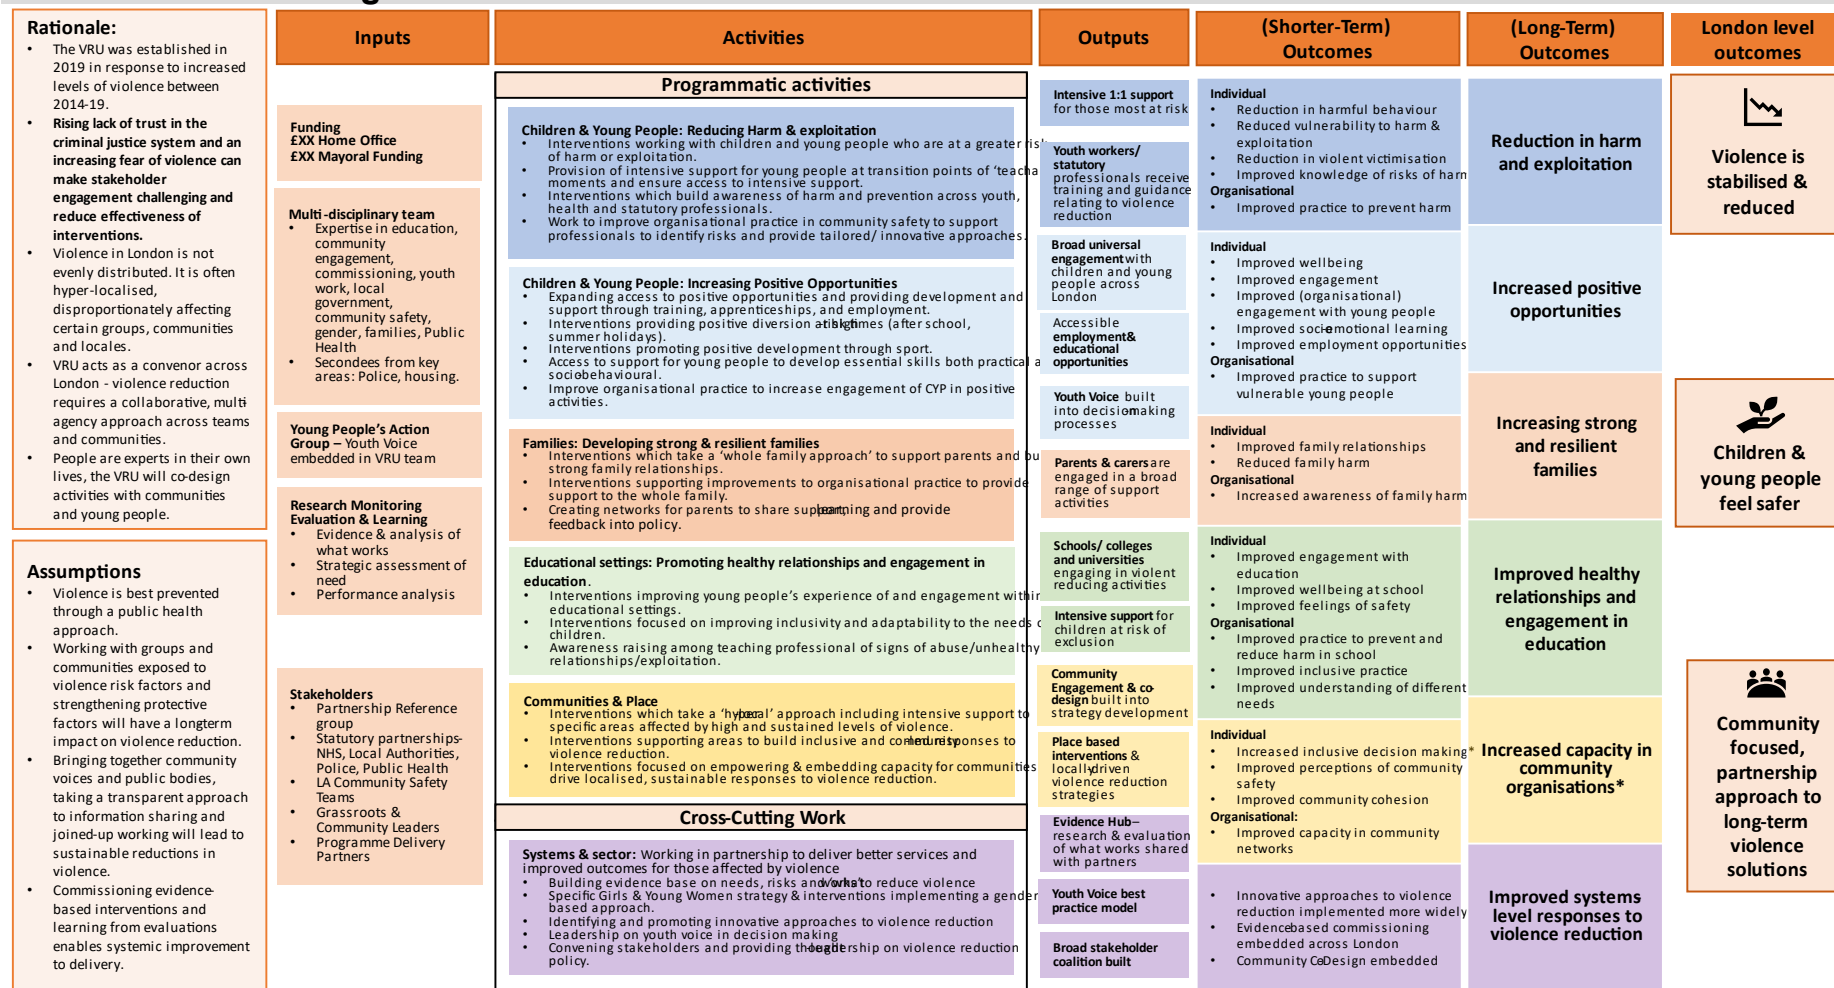 Rationale:
• The VRU was established in
2019 in response to increased
levels of violence between
2014-19.
• Rising lack of trust in the
criminal justice system and an
increasing fear of violence can
make stakeholder
engagement challenging and
reduce effectiveness of
interventions.
• Violence in London is not
evenly distributed. It is often
hyper-localised,
disproportionately affecting
certain groups, communities
and locales.
• VRU acts as a convenor across
London - violence reduction
requires a collaborative, multi-
agency approach across teams
and communities.
• People are experts in their own
lives, the VRU will co-design
activities with communities
and young people.
Assumptions
• Violence is best prevented
through a public health
approach.
• Working with groups and
communities exposed to
violence risk factors and
strengthening protective
factors will have a longterm
impact on violence reduction.
• Bringing together community
voices and public bodies,
taking a transparent approach
to information sharing and
joined-up working will lead to
sustainable reductions in
violence.
• Commissioning evidence-
based interventions and
learning from evaluations
enables systemic improvement
to delivery.
Inputs
Funding
£XX Home Office
£XX Mayoral Funding
Multi-disciplinary team
• Expertise in education,
community
engagement,
commissioning, youth
work, local
government,
community safety,
gender, families, Public
Health
• Secondees from key
areas: Police, housing.
Young People's Action
Group – Youth Voice
embedded in VRU team
Research Monitoring
Evaluation & Learning
• Evidence & analysis of
what works
• Strategic assessment of
need
• Performance analysis
Stakeholders
• Partnership Reference
group
• Statutory partnerships-
NHS, Local Authorities,
Police, Public Health
• LA Community Safety
Teams
• Grassroots &
Community Leaders
• Programme Delivery
Partners
Activities
Programmatic activities
Children & Young People: Reducing Harm & exploitation
• Interventions working with children and young people who are at a greater risk
of harm or exploitation.
• Provision of intensive support for young people at transition points of 'teacha
moments and ensure access to intensive support.
• Interventions which build awareness of harm and prevention across youth,
health and statutory professionals.
• Work to improve organisational practice in community safety to support
professionals to identify risks and provide tailored/ innovative approaches.
Children & Young People: Increasing Positive Opportunities
• Expanding access to positive opportunities and providing development and
support through training, apprenticeships, and employment.
• Interventions providing positive diversion at times (after school,
summer holidays).
• Interventions promoting positive development through sport.
• Access to support for young people to develop essential skills both practical a
sociobehavioural.
• Improve organisational practice to increase engagement of CYP in positive
activities.
Families: Developing strong & resilient families
• Interventions which take a 'whole family approach' to support parents and bu
strong family relationships.
• Interventions supporting improvements to organisational practice to provide
support to the whole family.
• Creating networks for parents to share support, learning and provide
feedback into policy.
Educational settings: Promoting healthy relationships and engagement in
education.
• Interventions improving young people's experience of and engagement within
educational settings.
• Interventions focused on improving inclusivity and adaptability to the needs o
children.
• Awareness raising among teaching professional of signs of abuse/unhealthy
relationships/exploitation.
Communities & Place
• Interventions which take a 'hyperlocal' approach including intensive support to
specific areas affected by high and sustained levels of violence.
• Interventions supporting areas to build inclusive and community responses to
violence reduction.
• Interventions focused on empowering & embedding capacity for communities
drive localised, sustainable responses to violence reduction.
Cross-Cutting Work
Systems & sector: Working in partnership to deliver better services and
improved outcomes for those affected by violence
• Building evidence base on needs, risks and to reduce violence
• Specific Girls & Young Women strategy & interventions implementing a gender
based approach.
• Identifying and promoting innovative approaches to violence reduction
• Leadership on youth voice in decision making
• Convening stakeholders and providing thought leadership on violence reduction
policy.
Outputs
Intensive 1:1 support
for those most at risk
Youth workers/
statutory
professionals receive
training and guidance
relating to violence
reduction
Broad universal
engagement with
children and young
people across
London
Accessible
employment&
educational
opportunities
Youth Voice built
into decision-making
processes
Parents & carers are
engaged in a broad
range of support
activities
Schools/ colleges
and universities
engaging in violent
reducing activities
Intensive support for
children at risk of
exclusion
Community
Engagement & co-
design built into
strategy development
Place based
interventions &
locally-driven
violence reduction
strategies
Evidence Hub–
research & evaluation
of what works shared
with partners
Youth Voice best
practice model
Broad stakeholder
coalition built
(Shorter-Term)
Outcomes
Individual
• Reduction in harmful behaviour
• Reduced vulnerability to harm &
exploitation
• Reduction in violent victimisation
• Improved knowledge of risks of harm
Organisational
• Improved practice to prevent harm
Individual
• Improved wellbeing
• Improved engagement
• Improved (organisational)
engagement with young people
• Improved socio-emotional learning
• Improved employment opportunities
Organisational
• Improved practice to support
vulnerable young people
Individual
• Improved family relationships
• Reduced family harm
Organisational
• Increased awareness of family harm
Individual
• Improved engagement with
education
• Improved wellbeing at school
• Improved feelings of safety
Organisational
• Improved practice to prevent and
reduce harm in school
• Improved inclusive practice
• Improved understanding of different
needs
Individual
• Increased inclusive decision making*
• Improved perceptions of community
safety
• Improved community cohesion
Organisational:
• Improved capacity in community
networks
• Innovative approaches to violence
reduction implemented more widely
• Evidencebased commissioning
embedded across London
• Community Co-Design embedded
(Long-Term)
Outcomes
Reduction in harm
and exploitation
Increased positive
opportunities
Increasing strong
and resilient
families
Improved healthy
relationships and
engagement in
education
Increased capacity in
community
organisations*
Improved systems
level responses to
violence reduction
London level
outcomes
Violence is
stabilised &
reduced
Children &
young people
feel safer
Community
focused,
partnership
approach to
long-term
violence
solutions